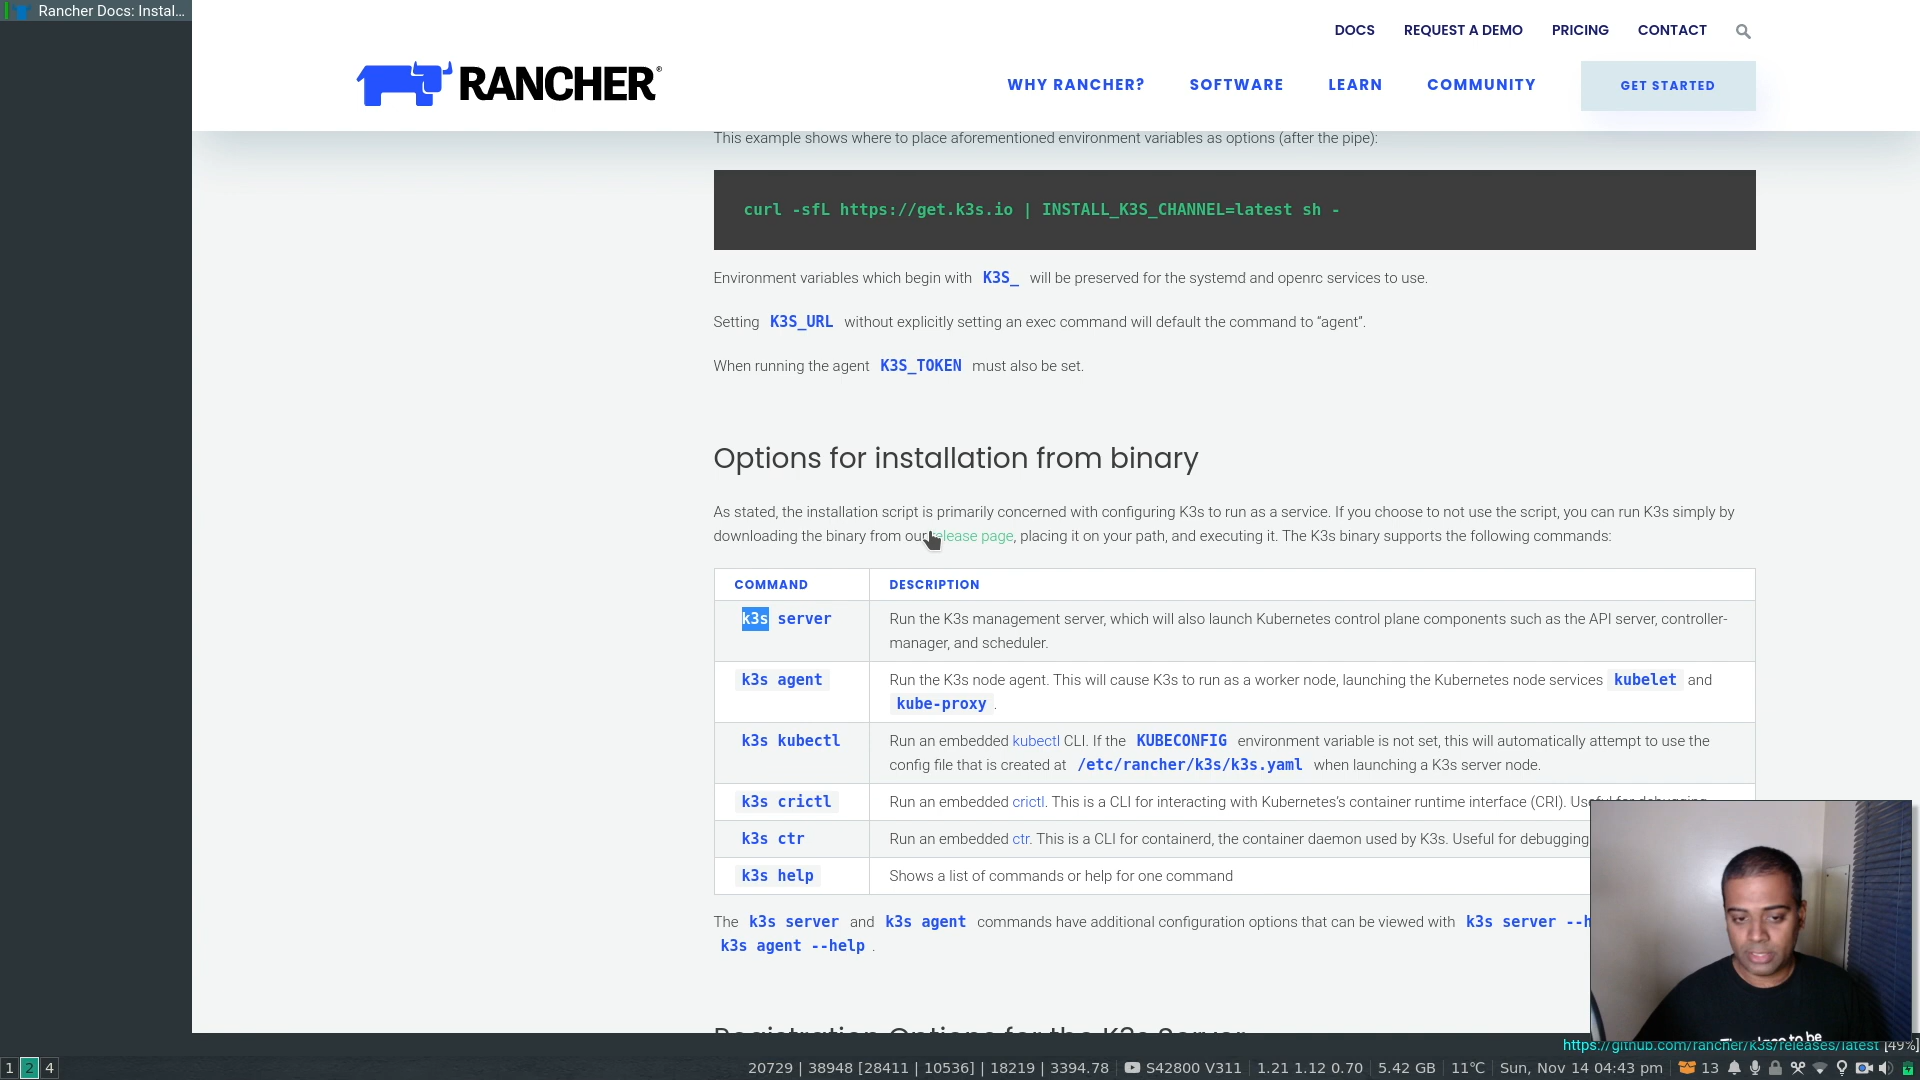 Rancher Docs: Instal...
DOCS REQUEST A DEMO PRICING CONTACT
RANCHER®
WHY RANCHER? SOFTWARE LEARN COMMUNITY GET STARTED
This example shows where to place aforementioned environment variables as options (after the pipe):
curl -sfL https://get.k3s.io | INSTALL_K3S_CHANNEL=latest sh -
Environment variables which begin with K3S_ will be preserved for the systemd and openrc services to use.
Setting K3S_URL without explicitly setting an exec command will default the command to “agent”.
When running the agent K3S_TOKEN must also be set.
Options for installation from binary
As stated, the installation script is primarily concerned with configuring K3s to run as a service. If you choose to not use the script, you can run K3s simply by
downloading the binary from our release page, placing it on your path, and executing it. The K3s binary supports the following commands:
COMMAND DESCRIPTION
k3s server Run the K3s management server, which will also launch Kubernetes control plane components such as the API server, controller-
manager, and scheduler.
k3s agent Run the K3s node agent. This will cause K3s to run as a worker node, launching the Kubernetes node services kubelet and
kube-proxy .
k3s kubectl Run an embedded kubectl CLI. If the KUBECONFIG environment variable is not set, this will automatically attempt to use the
config file that is created at /etc/rancher/k3s/k3s.yaml when launching a K3s server node.
k3s crictl Run an embedded crictl. This is a CLI for interacting with Kubernetes’s container runtime interface (CRI). Useful for debugging
k3s ctr Run an embedded ctr. This is a CLI for containerd, the container daemon used by K3s. Useful for debugging
k3s help Shows a list of commands or help for one command
The k3s server and k3s agent commands have additional configuration options that can be viewed with k3s server --h
k3s agent --help .
Registration Options for the K3s Server
https://github.com/rancher/k3s/releases/latest [49%]
1 2 4
20729 | 38948 [28411 | 10536] | 18219 | 3394.78 S42800 V311 1.21 1.12 0.70 5.42 GB 11℃ Sun, Nov 14 04:43 pm 13